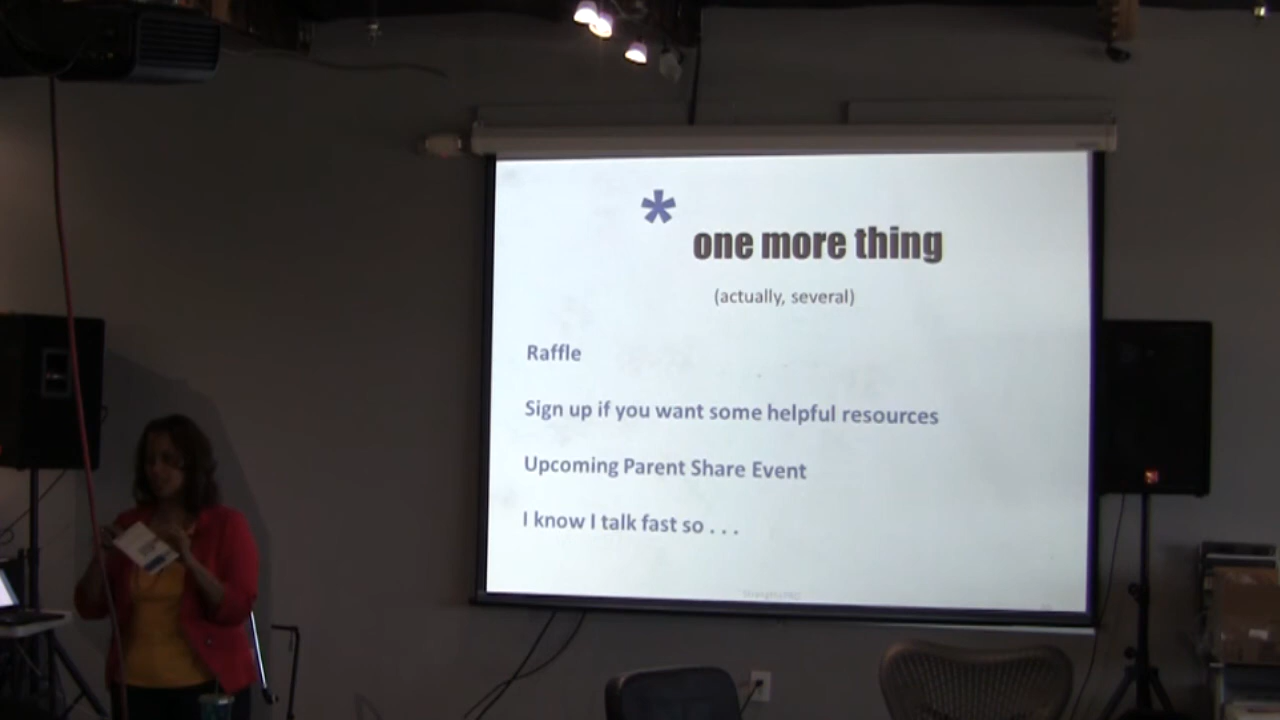 *
one more thing
(actually, several)
Raffle
Sign up if you want some helpful resources
Upcoming Parent Share Event
I know I talk fast so . . .